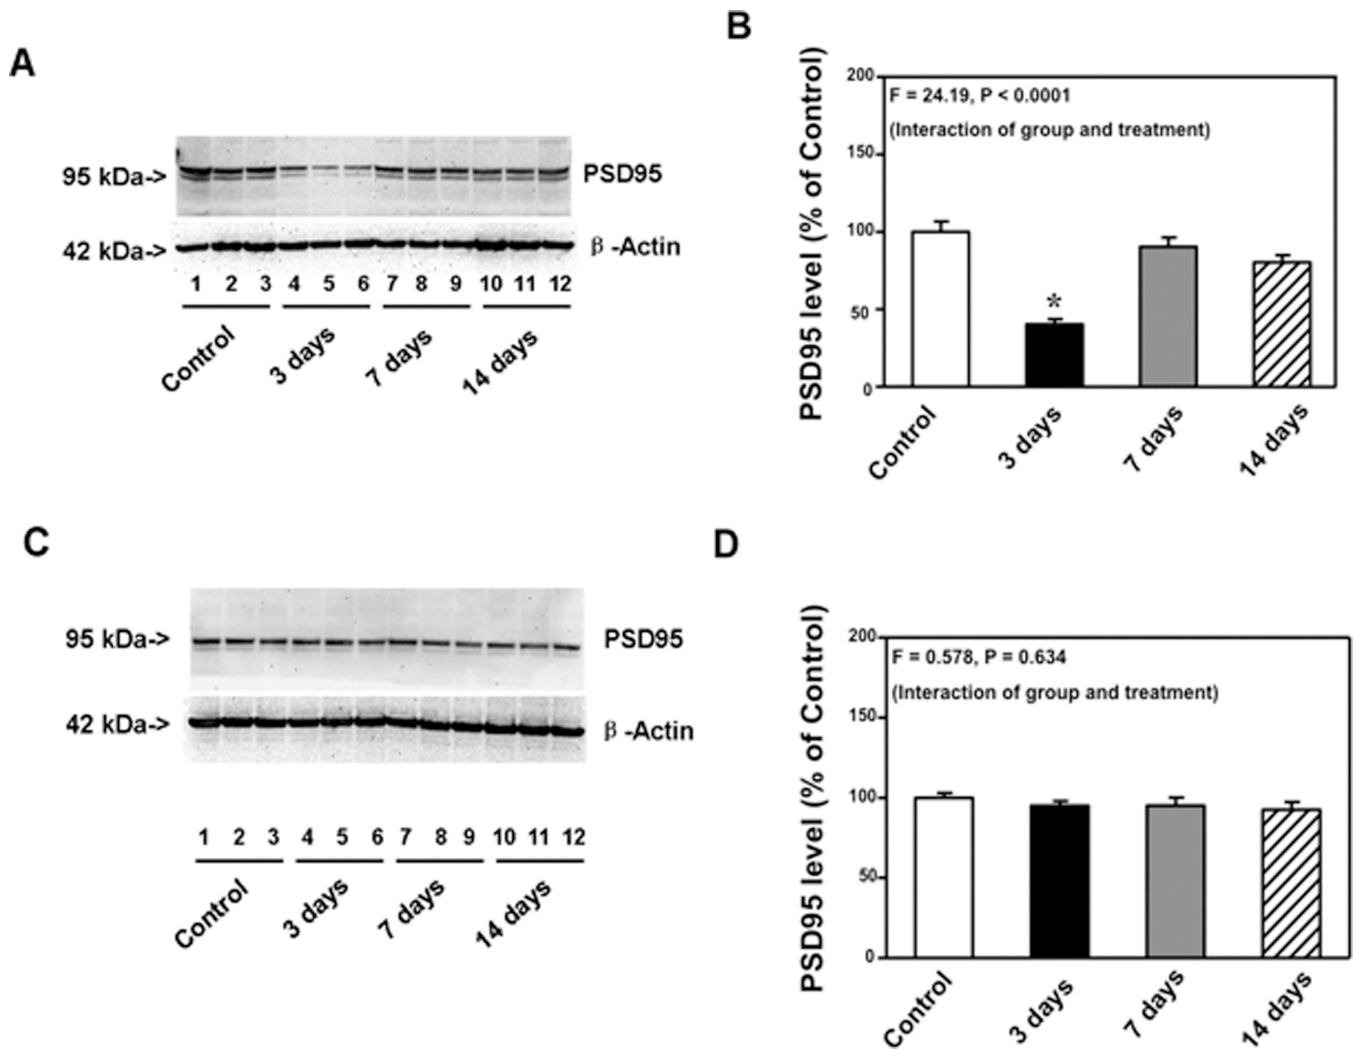 A
95 kDa->
PSD95
42 kDa->
β -Actin
1 2 3 4 5 6 7 8 9 10 11 12
Control
3 days
7 days
14 days
B
PSD95 level (% of Control)
200
150
100
50
0
F = 24.19, P < 0.0001
(Interaction of group and treatment)
*
Control
3 days
7 days
14 days
C
95 kDa->
PSD95
42 kDa->
β -Actin
1 2 3 4 5 6 7 8 9 10 11 12
Control
3 days
7 days
14 days
D
PSD95 level (% of Control)
200
150
100
50
0
F = 0.578, P = 0.634
(Interaction of group and treatment)
Control
3 days
7 days
14 days